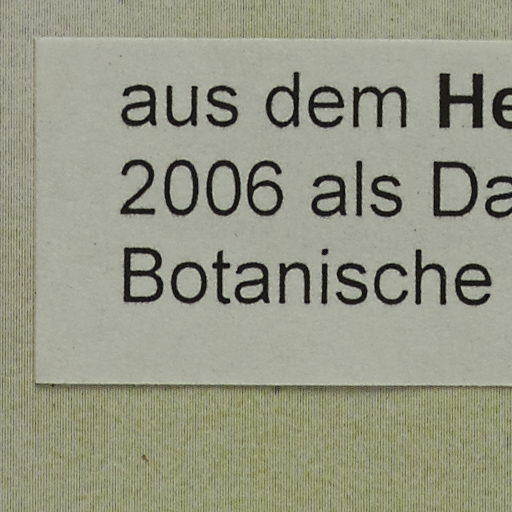 aus dem He
2006 als Da
Botanische